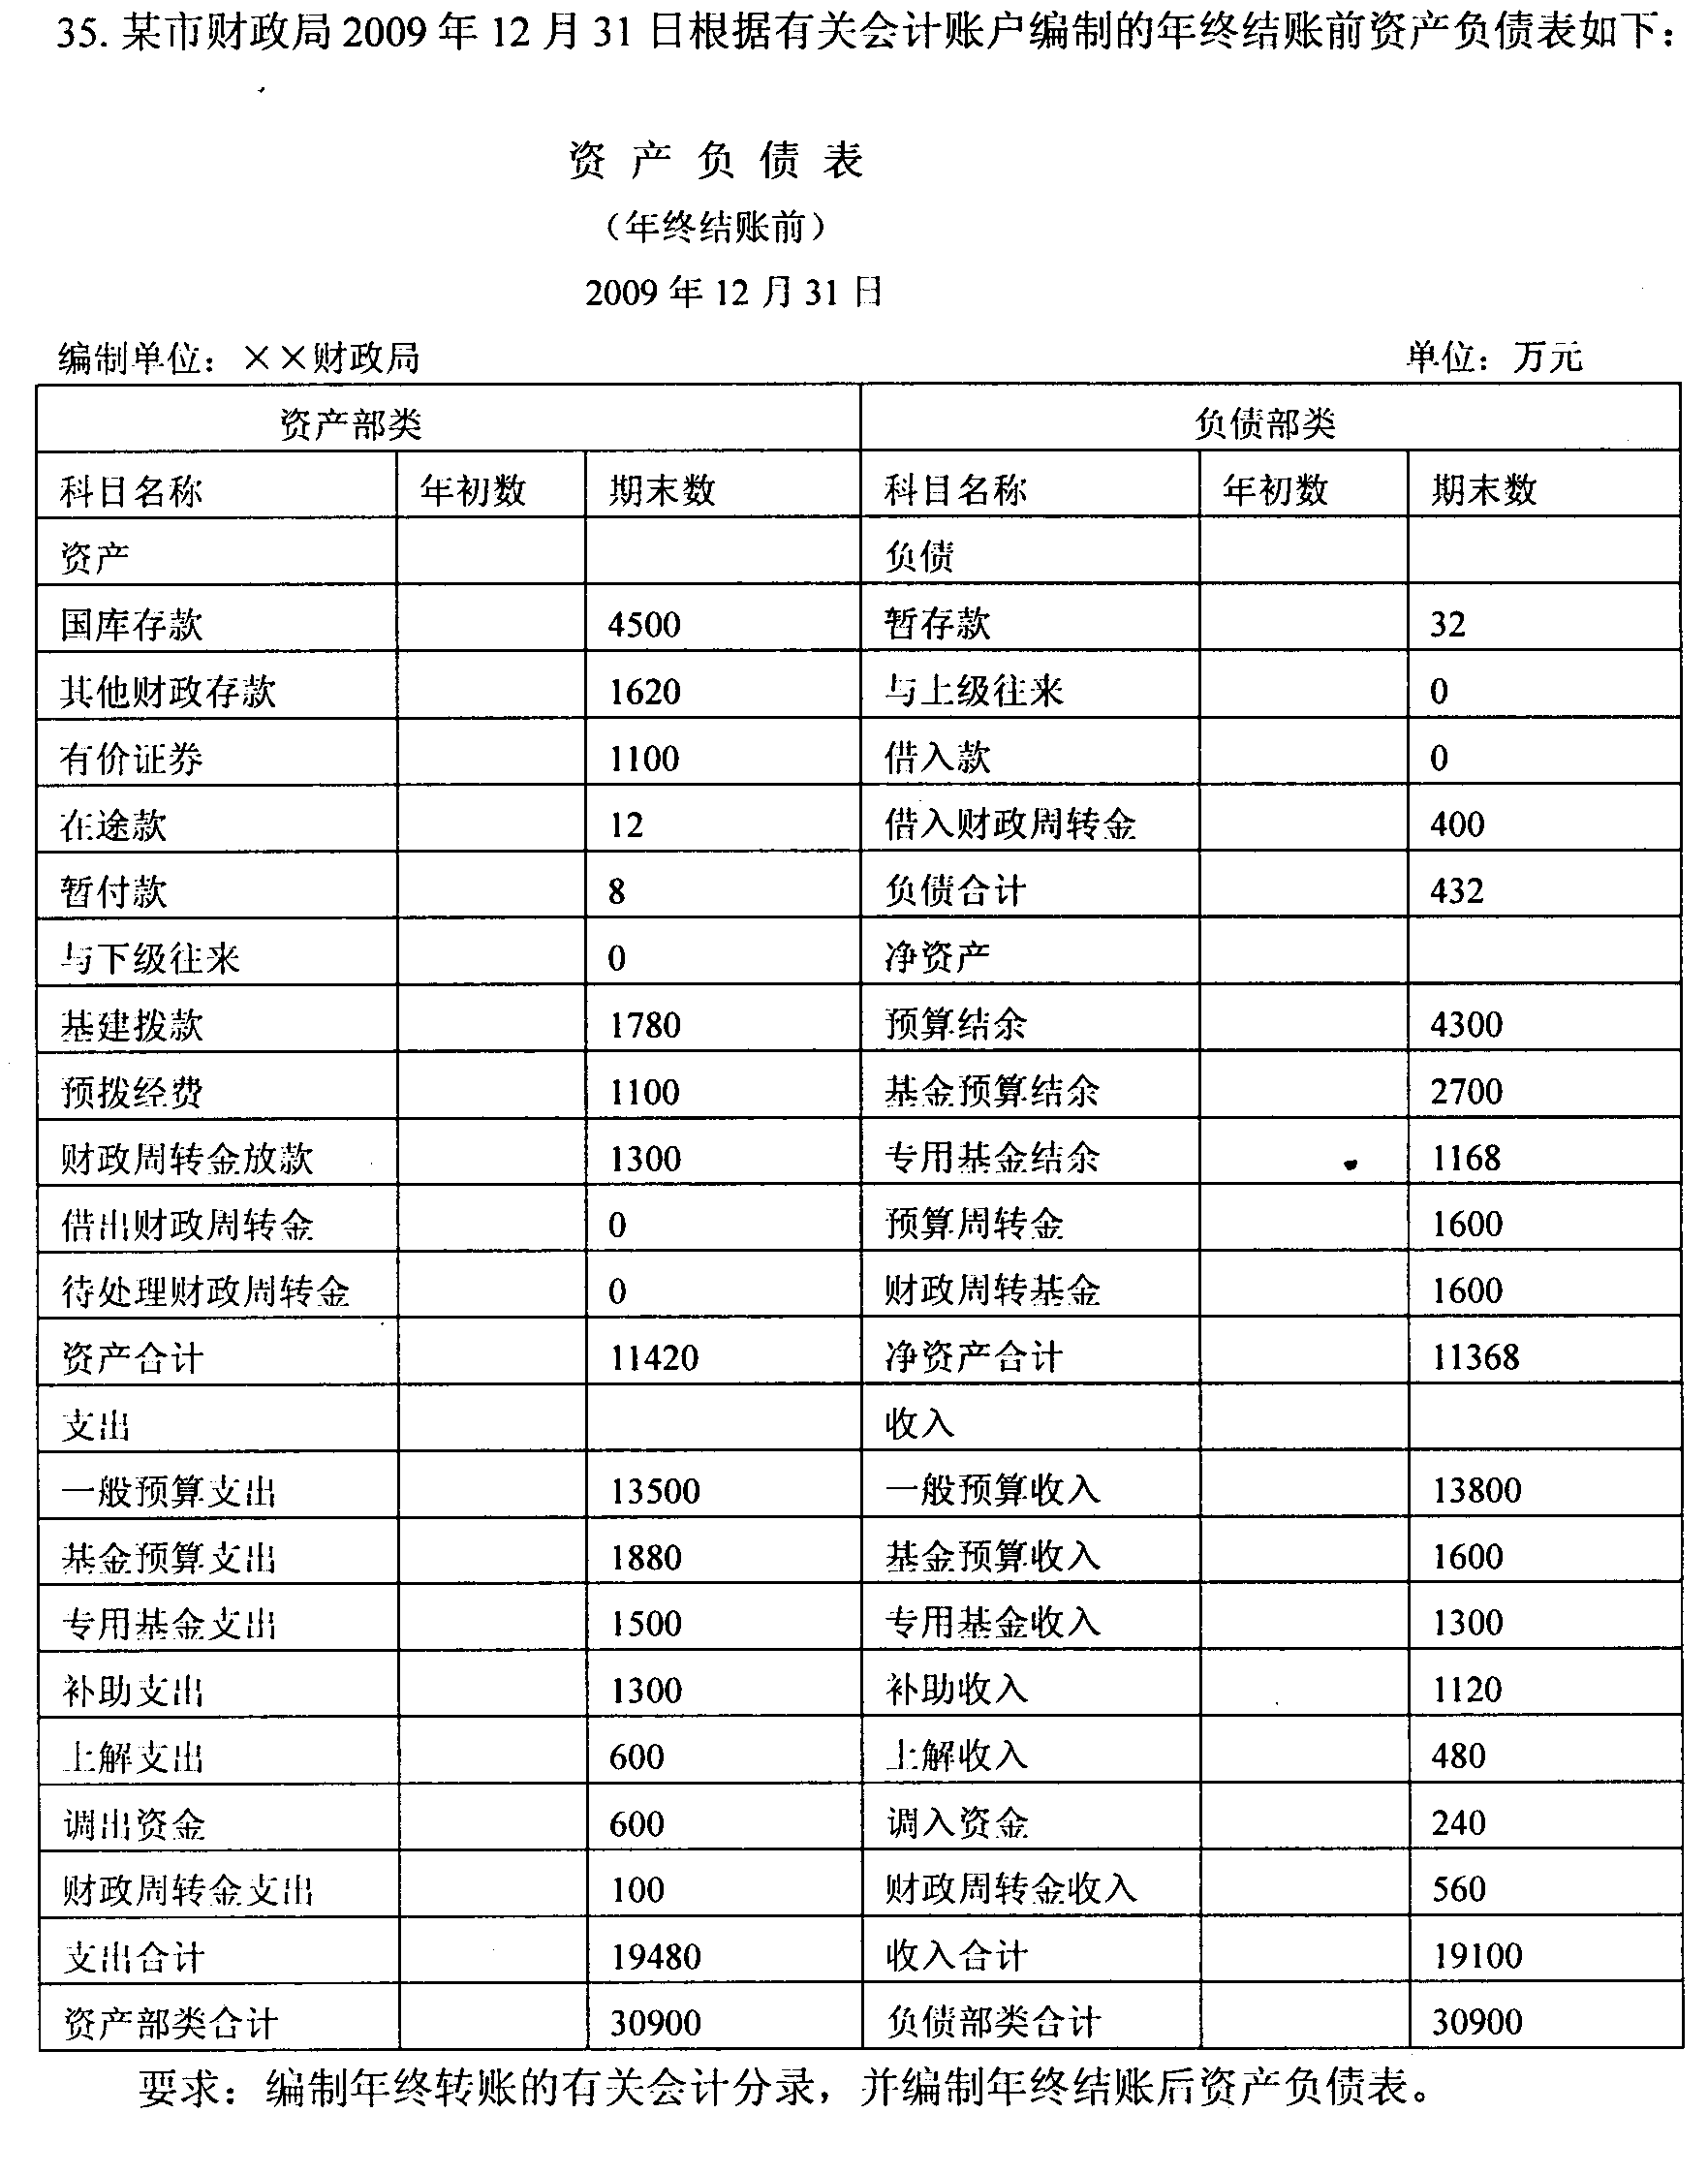 35. 某市财政局 2009 年 12 月 31 日根据有关会计账户编制的年终结账前资产负债表如下：
资 产 负 债 表
（年终结账前）
2009 年 12 月 31 日
编制单位：××财政局 单位：万元
资产部类 负债部类
科目名称 年初数 期末数 科目名称 年初数 期末数
资产 负债
国库存款 4500 暂存款 32
其他财政存款 1620 与上级往来 0
有价证券 1100 借入款 0
在途款 12 借入财政周转金 400
暂付款 8 负债合计 432
与下级往来 0 净资产
基建拨款 1780 预算结余 4300
预拨经费 1100 基金预算结余 2700
财政周转金放款 1300 专用基金结余 1168
借出财政周转金 0 预算周转金 1600
待处理财政周转金 0 财政周转基金 1600
资产合计 11420 净资产合计 11368
支出 收入
一般预算支出 13500 一般预算收入 13800
基金预算支出 1880 基金预算收入 1600
专用基金支出 1500 专用基金收入 1300
补助支出 1300 补助收入 1120
上解支出 600 上解收入 480
调出资金 600 调入资金 240
财政周转金支出 100 财政周转金收入 560
支出合计 19480 收入合计 19100
资产部类合计 30900 负债部类合计 30900
要求：编制年终转账的有关会计分录，并编制年终结账后资产负债表。